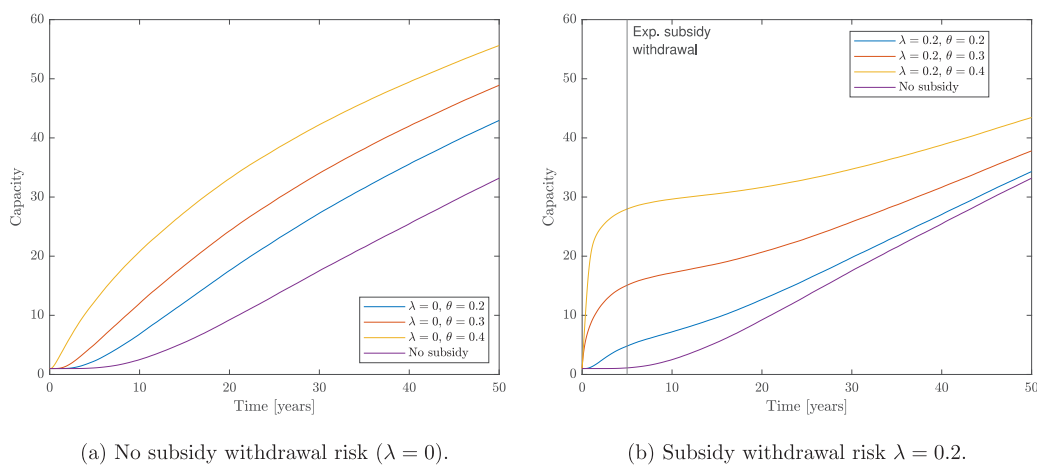 60
50
40
30
20
10
0
Capacity
0
10
20
30
40
50
Time [years]
λ = 0, θ = 0.2
λ = 0, θ = 0.3
λ = 0, θ = 0.4
No subsidy
(a) No subsidy withdrawal risk (λ = 0).
60
50
40
30
20
10
0
Capacity
0
10
20
30
40
50
Time [years]
Exp. subsidy
withdrawal
λ = 0.2, θ = 0.2
λ = 0.2, θ = 0.3
λ = 0.2, θ = 0.4
No subsidy
(b) Subsidy withdrawal risk λ = 0.2.